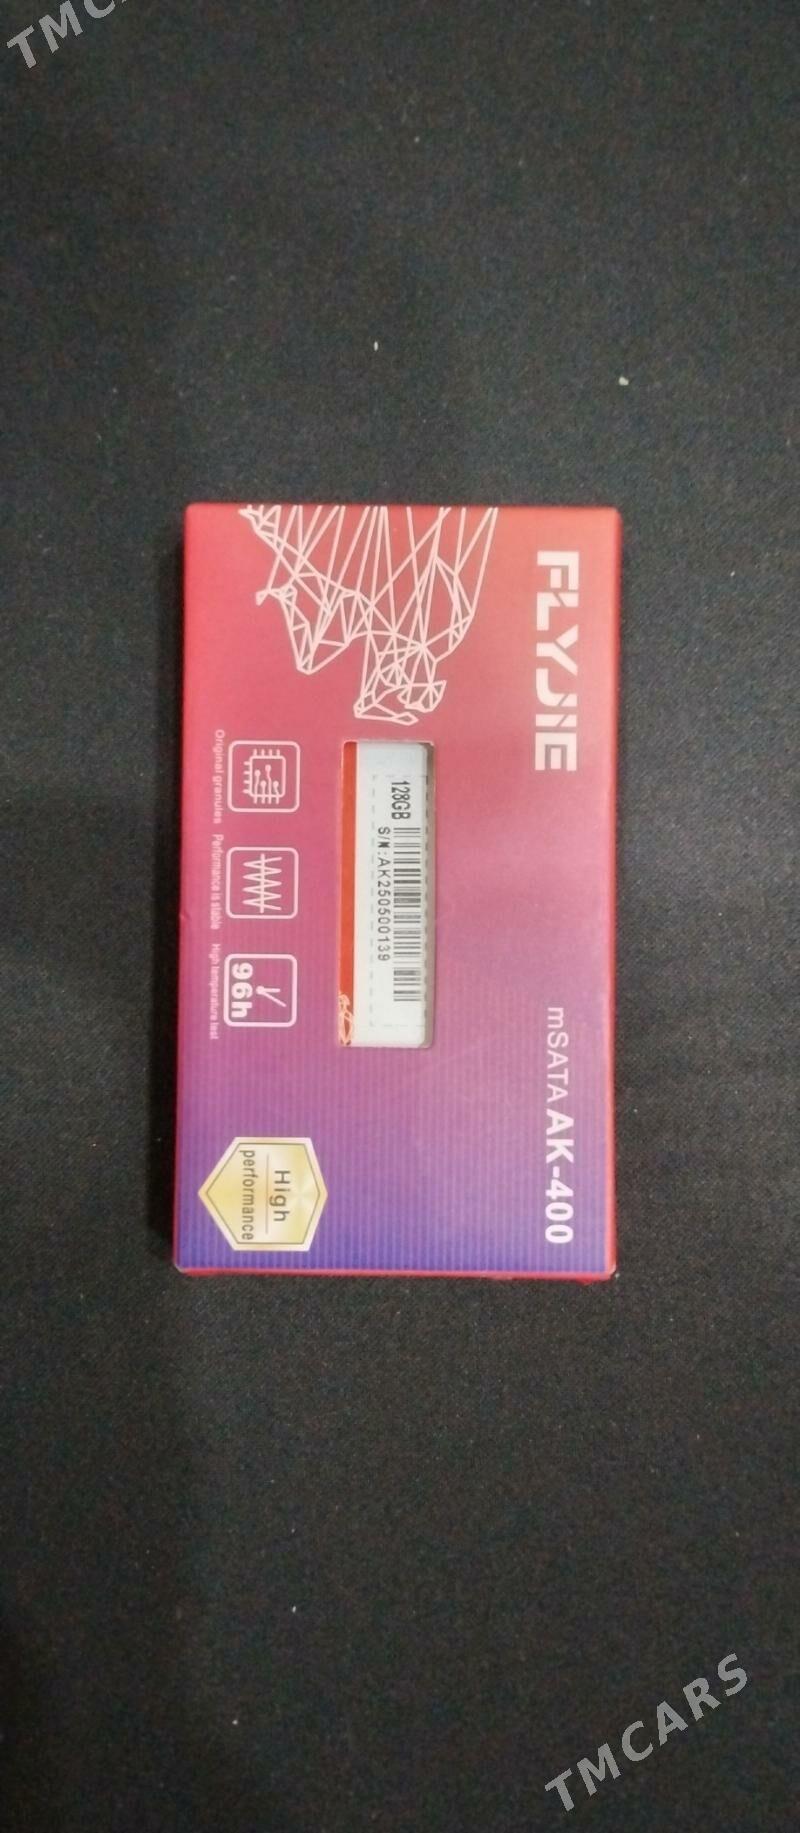 TMC
FLYJIE
mSATA AK-400
128GB
S/N:AK250500139
Original granules
Performance is stable
High temperature test
96h
High
performance
TMCARS